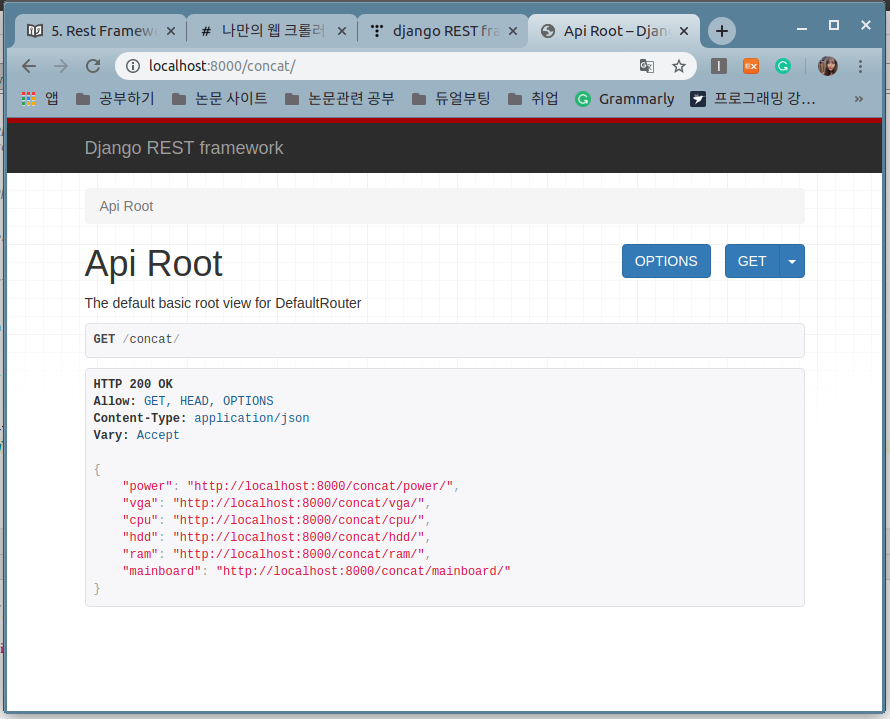 5. Rest Framew
나만의 웹 크롤러
django REST fra
Api Root – Djan
localhost:8000/concat/
앱
공부하기
논문 사이트
논문관련 공부
듀얼부팅
취업
Grammarly
프로그래밍 강...
»
Django REST framework
Api Root
Api Root
OPTIONS
GET
The default basic root view for DefaultRouter
GET /concat/
HTTP 200 OK
Allow: GET, HEAD, OPTIONS
Content-Type: application/json
Vary: Accept
{
"power": "http://localhost:8000/concat/power/",
"vga": "http://localhost:8000/concat/vga/",
"cpu": "http://localhost:8000/concat/cpu/",
"hdd": "http://localhost:8000/concat/hdd/",
"ram": "http://localhost:8000/concat/ram/",
"mainboard": "http://localhost:8000/concat/mainboard/"
}